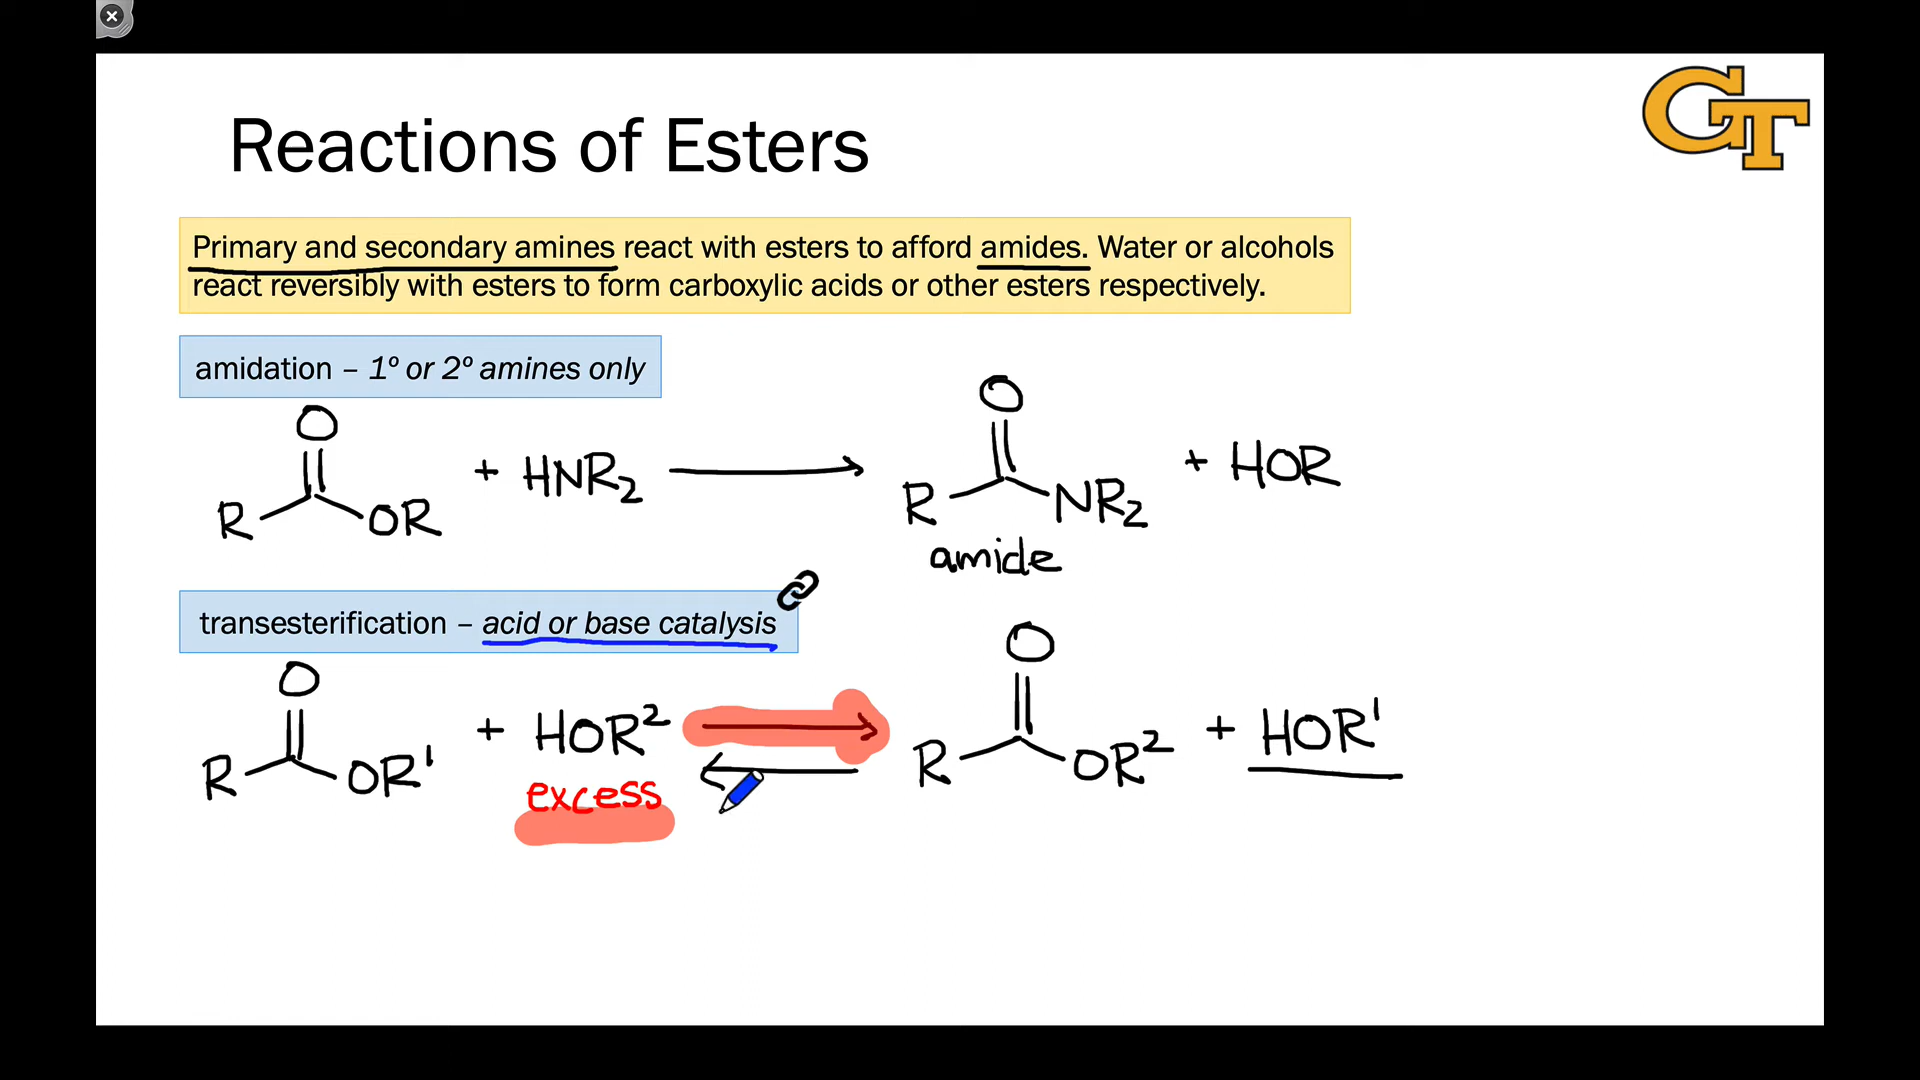 GT
Reactions of Esters
Primary and secondary amines react with esters to afford amides. Water or alcohols
react reversibly with esters to form carboxylic acids or other esters respectively.
amidation – 1º or 2º amines only
O
R OR + HNR₂ → O
R NR₂ + HOR
amide
transesterification – acid or base catalysis
O
R OR¹ + HOR² ⇌ O
R OR² + HOR¹
excess